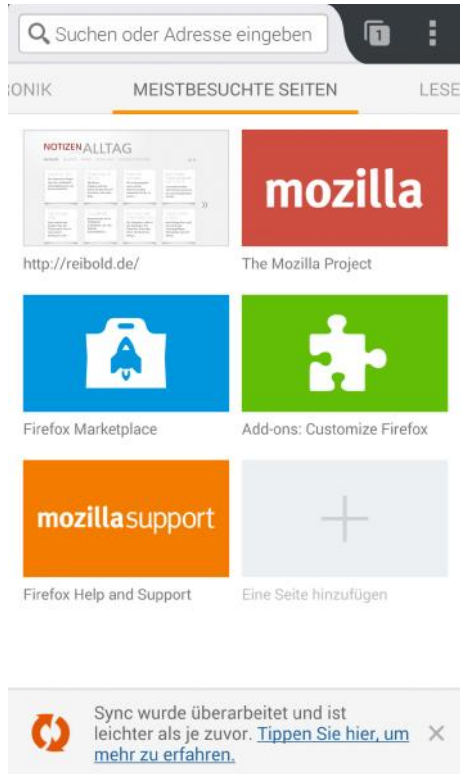 Suchen oder Adresse eingeben
1
ONIK MEISTBESUCHTE SEITEN LESE
NOTIZEN ALLTAG
mozilla
http://reibold.de/
The Mozilla Project
Firefox Marketplace
Add-ons: Customize Firefox
mozilla support
Firefox Help and Support
Eine Seite hinzufügen
Sync wurde überarbeitet und ist
leichter als je zuvor. Tippen Sie hier, um
mehr zu erfahren.